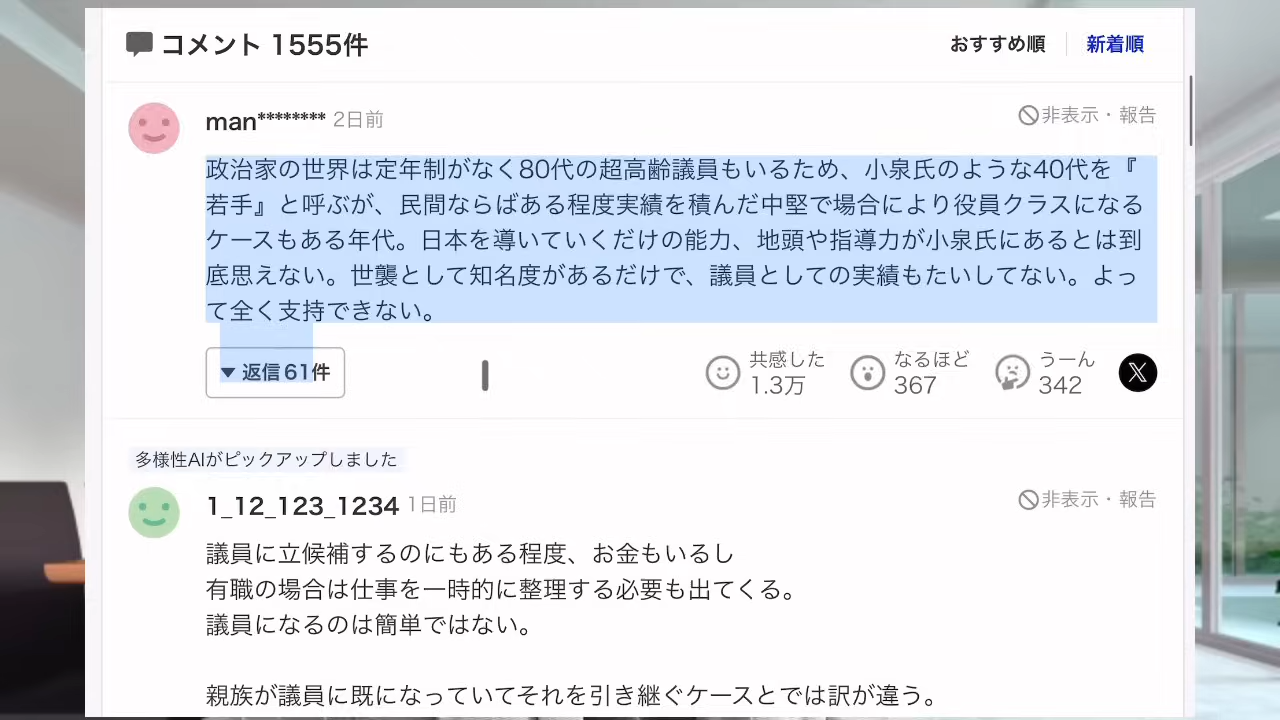 コメント 1555件
おすすめ順 新着順
man******** 2日前
非表示・報告
政治家の世界は定年制がなく80代の超高齢議員もいるため、小泉氏のような40代を『
若手』と呼ぶが、民間ならばある程度実績を積んだ中堅で場合により役員クラスになる
ケースもある年代。日本を導いていくだけの能力、地頭や指導力が小泉氏にあるとは到
底思えない。世襲として知名度があるだけで、議員としての実績もたいしてない。よっ
て全く支持できない。
返信61件
共感した
1.3万
なるほど
367
うーん
342
X
多様性AIがピックアップしました
1_12_123_1234 1日前
非表示・報告
議員に立候補するのにもある程度、お金もいるし
有職の場合は仕事を一時的に整理する必要も出てくる。
議員になるのは簡単ではない。
親族が議員に既になっていてそれを引き継ぐケースとでは訳が違う。